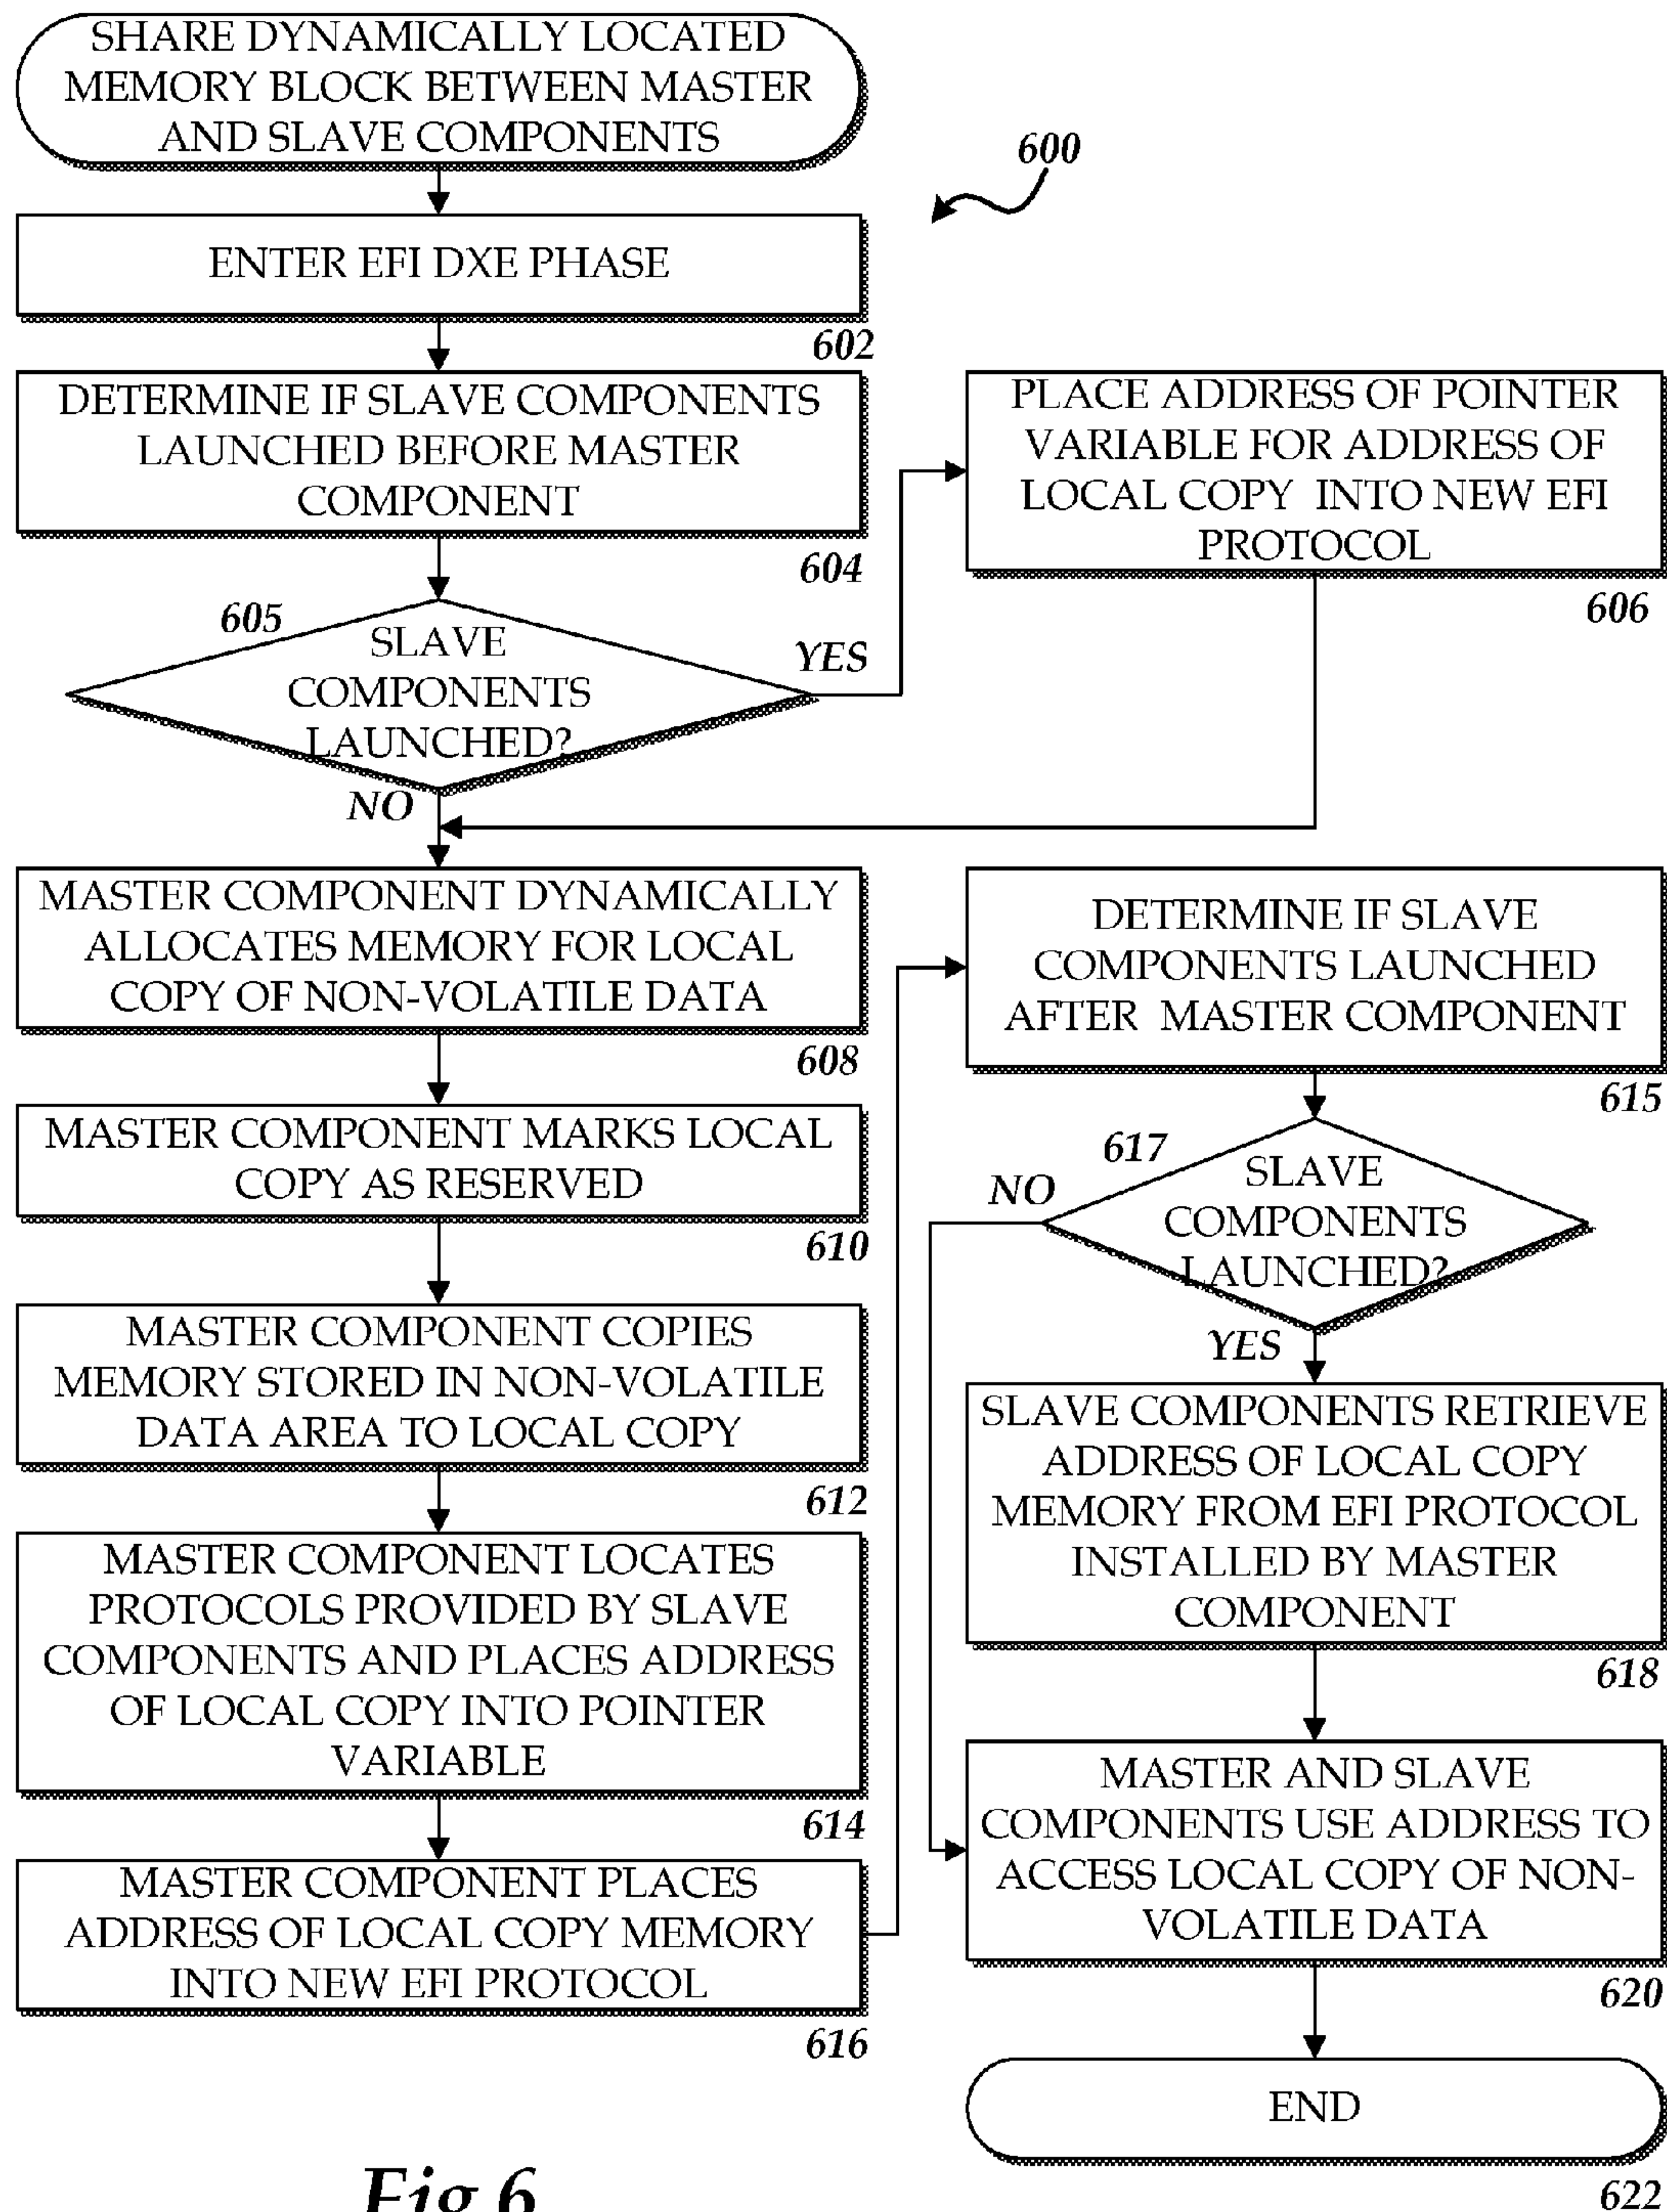 SHARE DYNAMICALLY LOCATED
MEMORY BLOCK BETWEEN MASTER
AND SLAVE COMPONENTS
600
ENTER EFI DXE PHASE
602
DETERMINE IF SLAVE COMPONENTS
LAUNCHED BEFORE MASTER
COMPONENT
604
PLACE ADDRESS OF POINTER
VARIABLE FOR ADDRESS OF
LOCAL COPY INTO NEW EFI
PROTOCOL
606
605
SLAVE
COMPONENTS
LAUNCHED?
YES
NO
MASTER COMPONENT DYNAMICALLY
ALLOCATES MEMORY FOR LOCAL
COPY OF NON-VOLATILE DATA
608
MASTER COMPONENT MARKS LOCAL
COPY AS RESERVED
610
MASTER COMPONENT COPIES
MEMORY STORED IN NON-VOLATILE
DATA AREA TO LOCAL COPY
612
MASTER COMPONENT LOCATES
PROTOCOLS PROVIDED BY SLAVE
COMPONENTS AND PLACES ADDRESS
OF LOCAL COPY INTO POINTER
VARIABLE
614
MASTER COMPONENT PLACES
ADDRESS OF LOCAL COPY MEMORY
INTO NEW EFI PROTOCOL
616
DETERMINE IF SLAVE
COMPONENTS LAUNCHED
AFTER MASTER COMPONENT
615
617
SLAVE
COMPONENTS
LAUNCHED?
NO
YES
SLAVE COMPONENTS RETRIEVE
ADDRESS OF LOCAL COPY
MEMORY FROM EFI PROTOCOL
INSTALLED BY MASTER
COMPONENT
618
MASTER AND SLAVE
COMPONENTS USE ADDRESS TO
ACCESS LOCAL COPY OF NON-
VOLATILE DATA
620
END
622
Fig 6